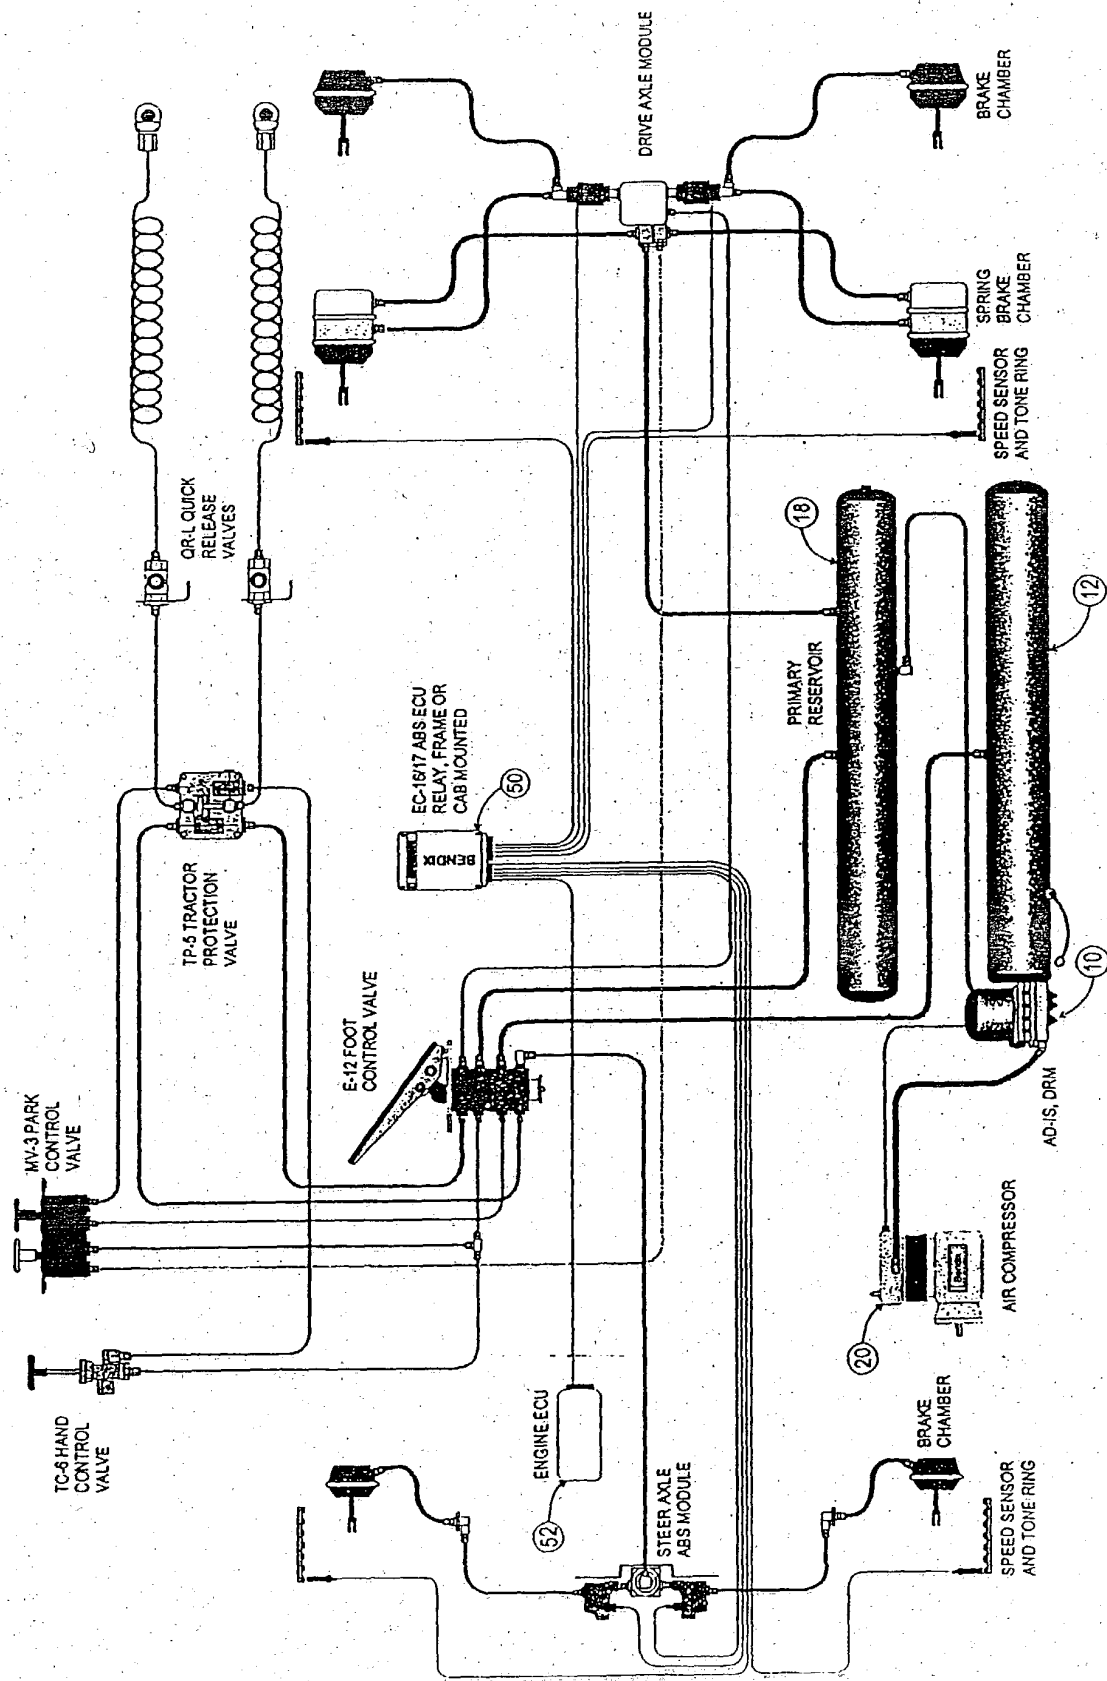 TC-6 HAND
CONTROL
VALVE
MV-3 PARK
CONTROL
VALVE
TP-5 TRACTOR
PROTECTION
VALVE
QR-L QUICK
RELEASE
VALVES
E-12 FOOT
CONTROL VALVE
EC-16/17 ABS ECU
RELAY, FRAME OR
CAB MOUNTED
50
BENDIX
ENGINE ECU
52
STEER AXLE
ABS MODULE
DRIVE AXLE MODULE
PRIMARY
RESERVOIR
18
20
AIR COMPRESSOR
Bendix
AD-IS, DRM
10
12
BRAKE
CHAMBER
SPEED SENSOR
AND TONE RING
SPEED SENSOR
AND TONE RING
SPRING
BRAKE
CHAMBER
BRAKE
CHAMBER